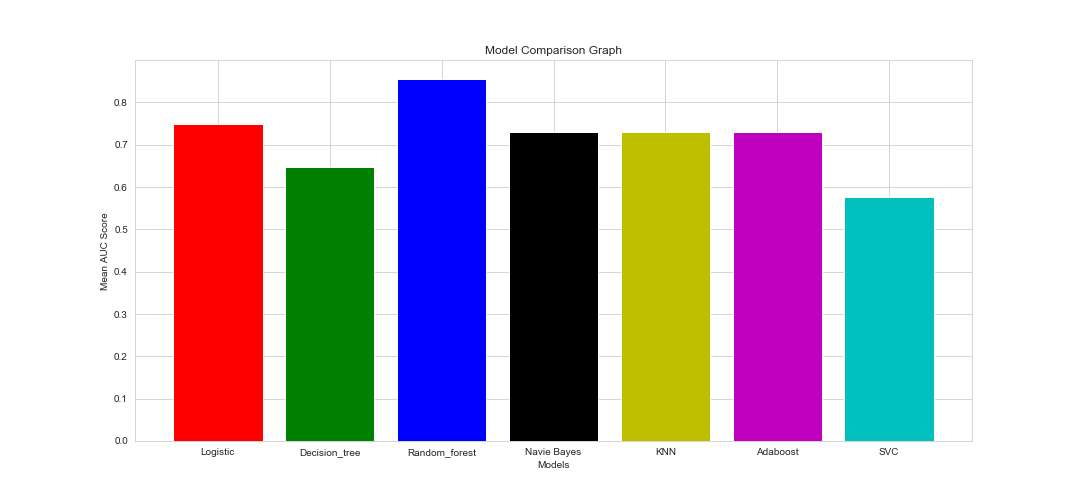 Model Comparison Graph
Mean AUC Score
0.8
0.7
0.6
0.5
0.4
0.3
0.2
0.1
0.0
Logistic Decision_tree Random_forest Navie Bayes KNN Adaboost SVC
Models